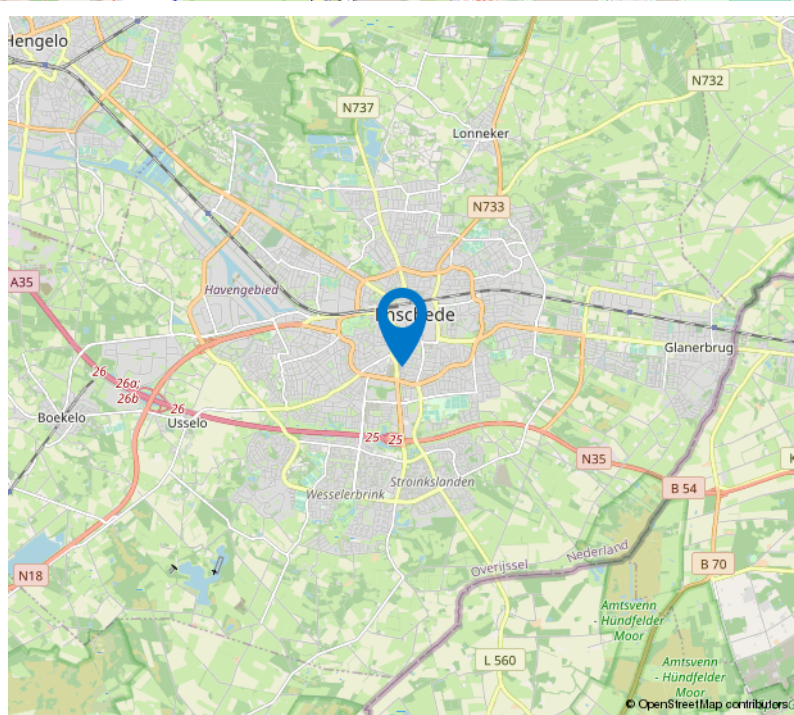 Hengelo
N732
N737
Lonneker
N733
A35
Havengebied
Enschede
Glanerbrug
26
26a;
26b
26
Boekelo
Usselo
25
25
N35
B 54
Wesselerbrink
Stroinkslanden
N18
Overijssel
Nederland
B 70
Amtsvenn
- Hündfelder
Moor
L 560
Amtsvenn
- Hündfelder
Moor
© OpenStreetMap contributors